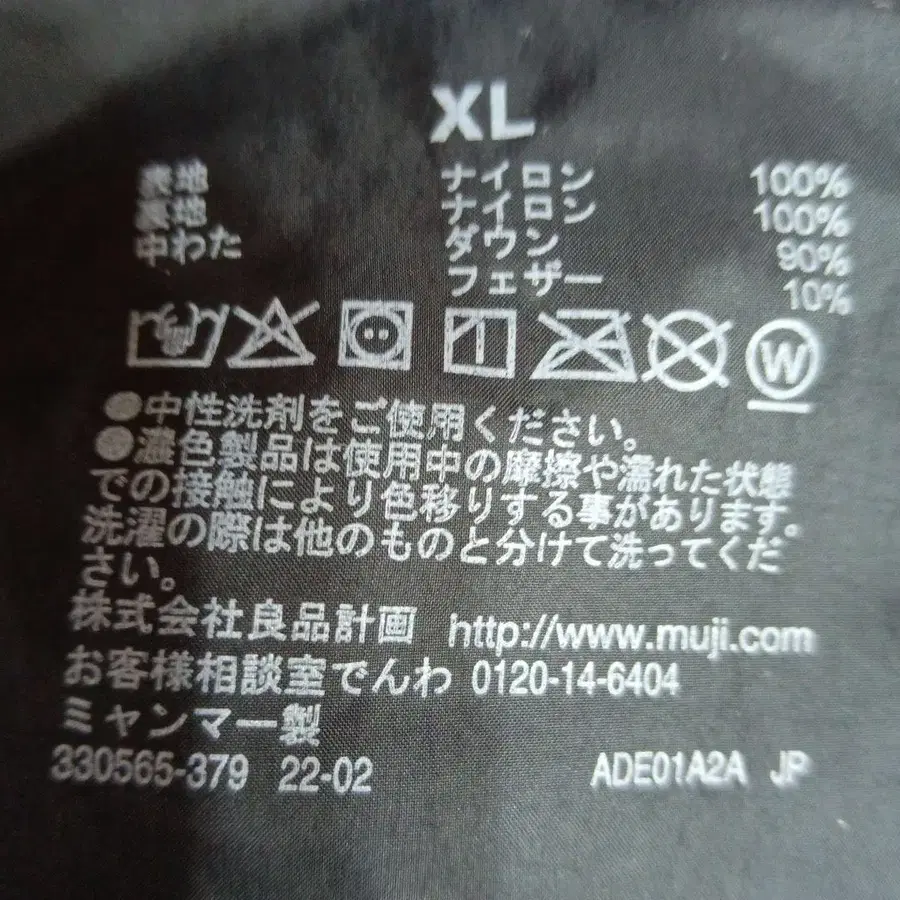 XL
表地 ナイロン 100%
裏地 ナイロン 100%
中わた ダウン 90%
フェザー 10%
W
●中性洗剤をご使用ください。
●濃色製品は使用中の摩擦や濡れた状態
での接触により色移りする事があります。
洗濯の際は他のものと分けて洗ってくだ
さい。
株式会社良品計画 http://www.muji.com
お客様相談室でんわ 0120-14-6404
ミャンマー製
330565-379 22-02 ADE01A2A JP